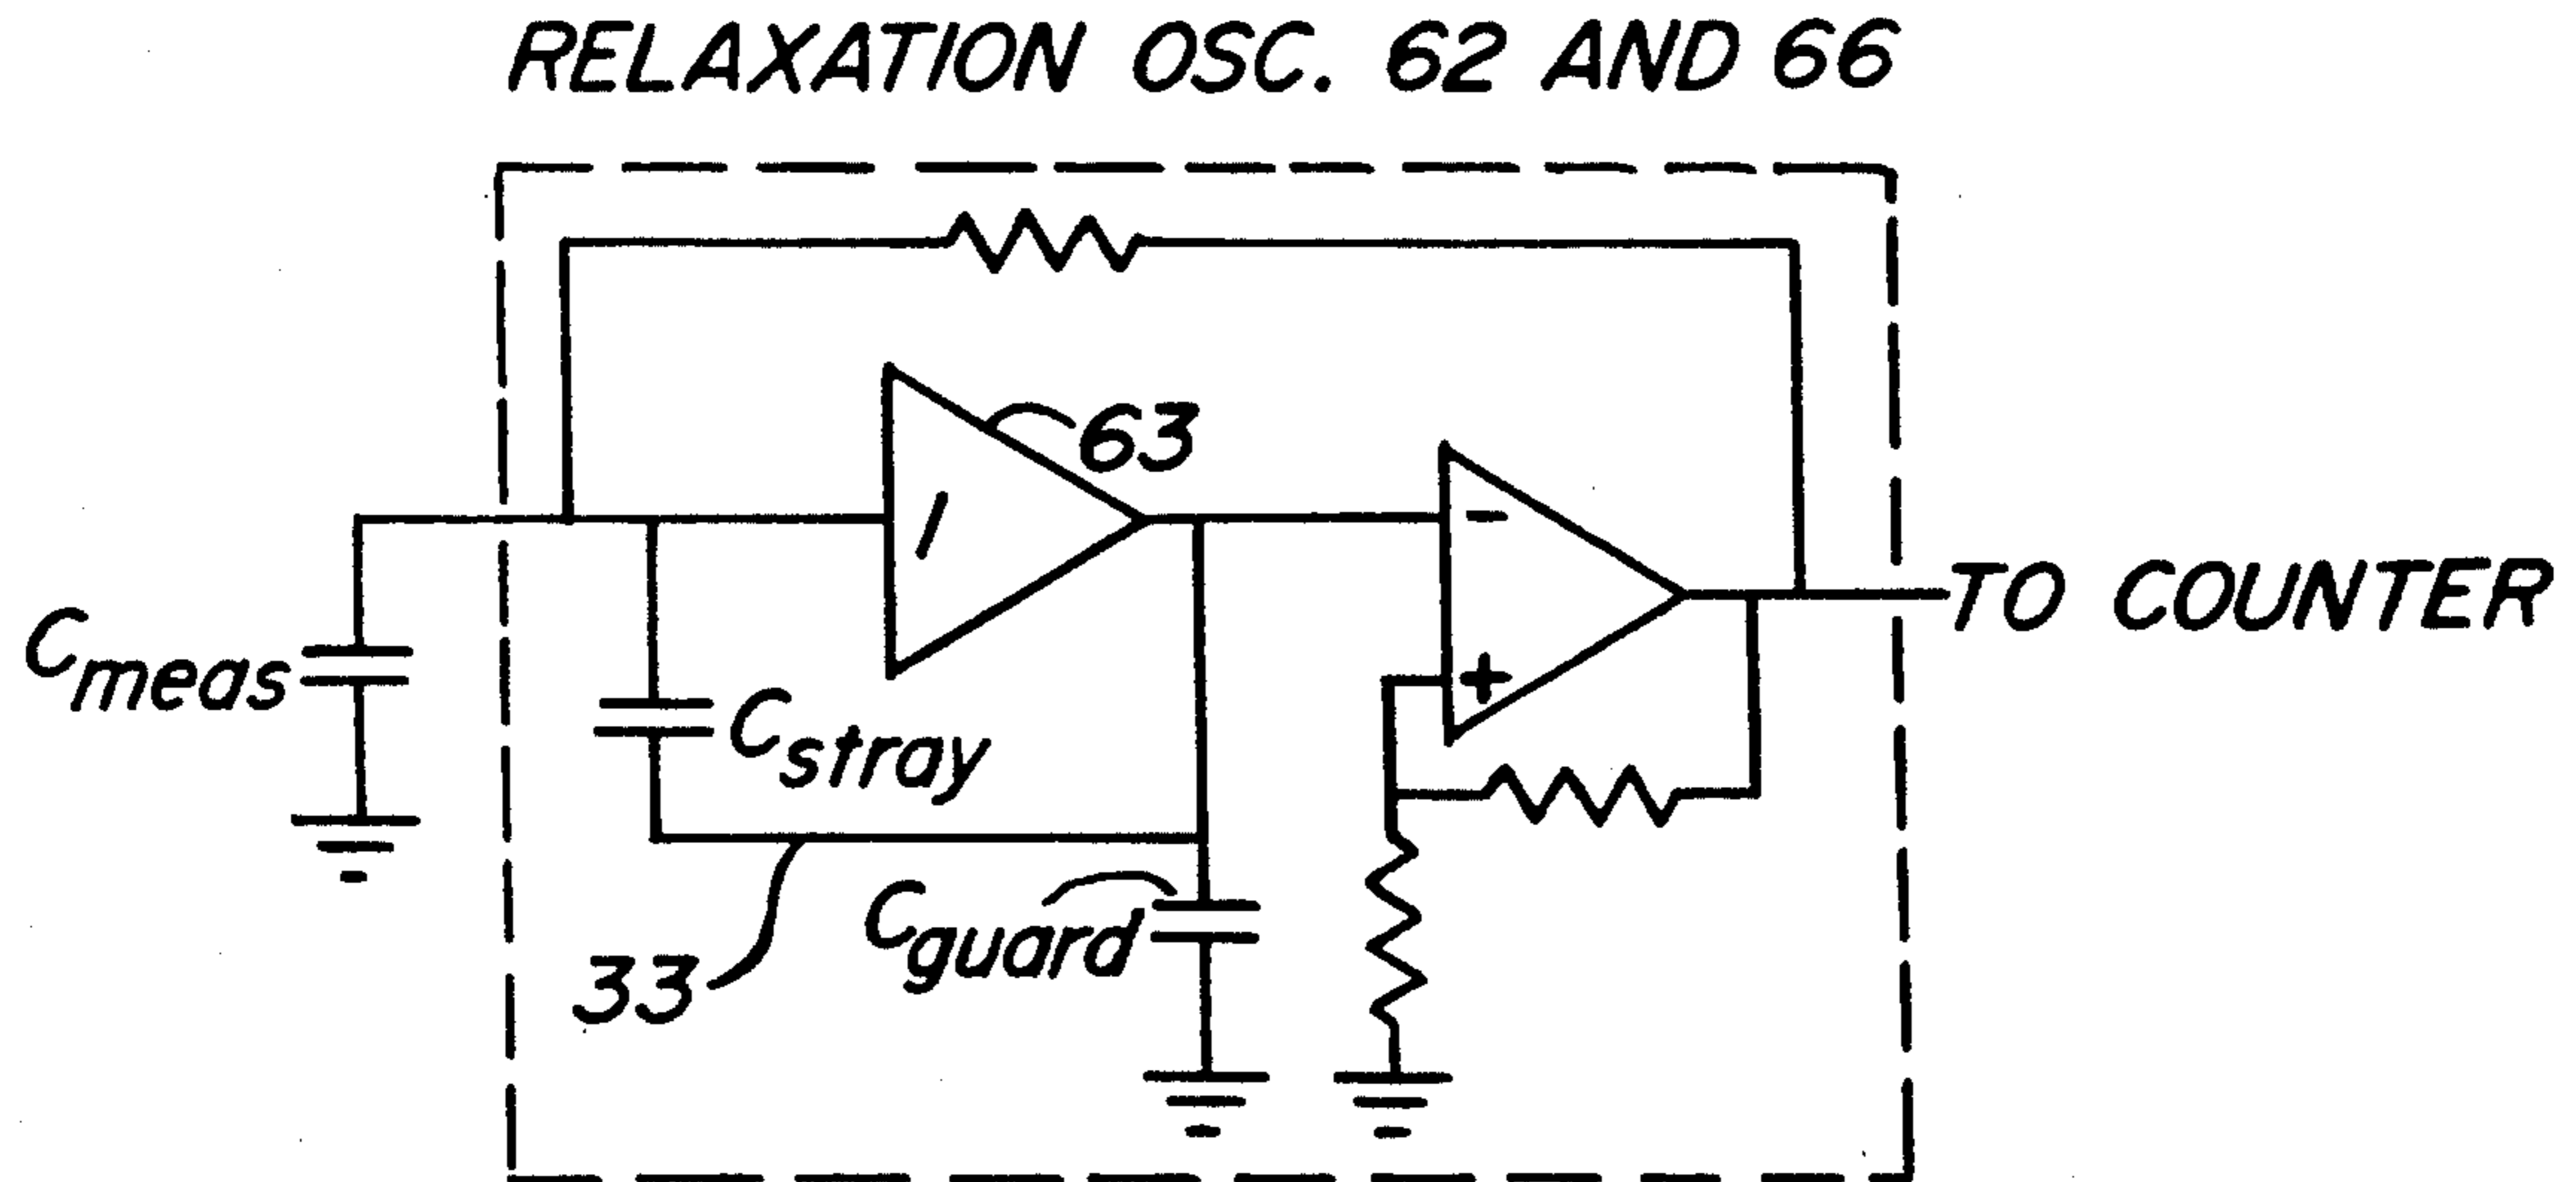 RELAXATION OSC. 62 AND 66
63
1
-
+
TO COUNTER
Cmeas
Cstray
Cguard
33